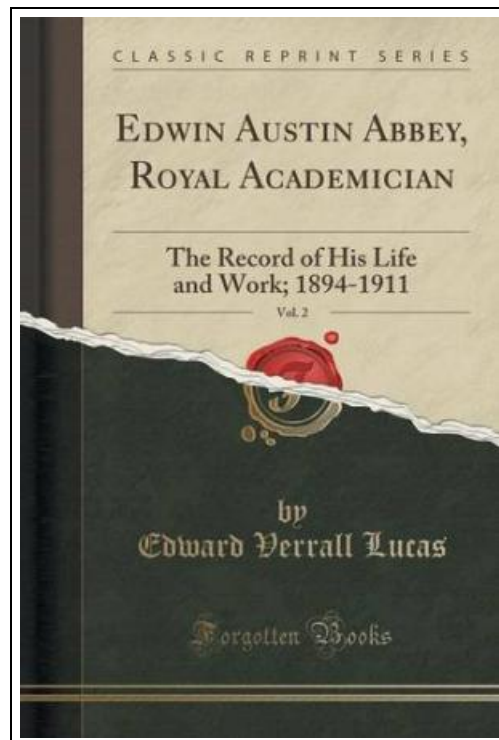 CLASSIC REPRINT SERIES
EDWIN AUSTIN ABBEY,
ROYAL ACADEMICIAN
The Record of His Life
and Work; 1894-1911
Vol. 2
by
Edward Verrall Lucas
Forgotten Books